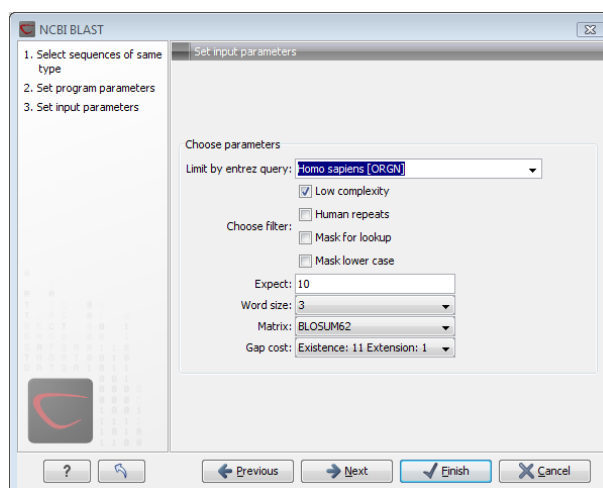 NCBI BLAST
1. Select sequences of same
type
2. Set program parameters
3. Set input parameters
Set input parameters
Choose parameters
Limit by entrez query: Homo sapiens [ORGN]
Choose filter:
Low complexity
Human repeats
Mask for lookup
Mask lower case
Expect: 10
Word size: 3
Matrix: BLOSUM62
Gap cost: Existence: 11 Extension: 1
?
Previous
Next
Finish
Cancel